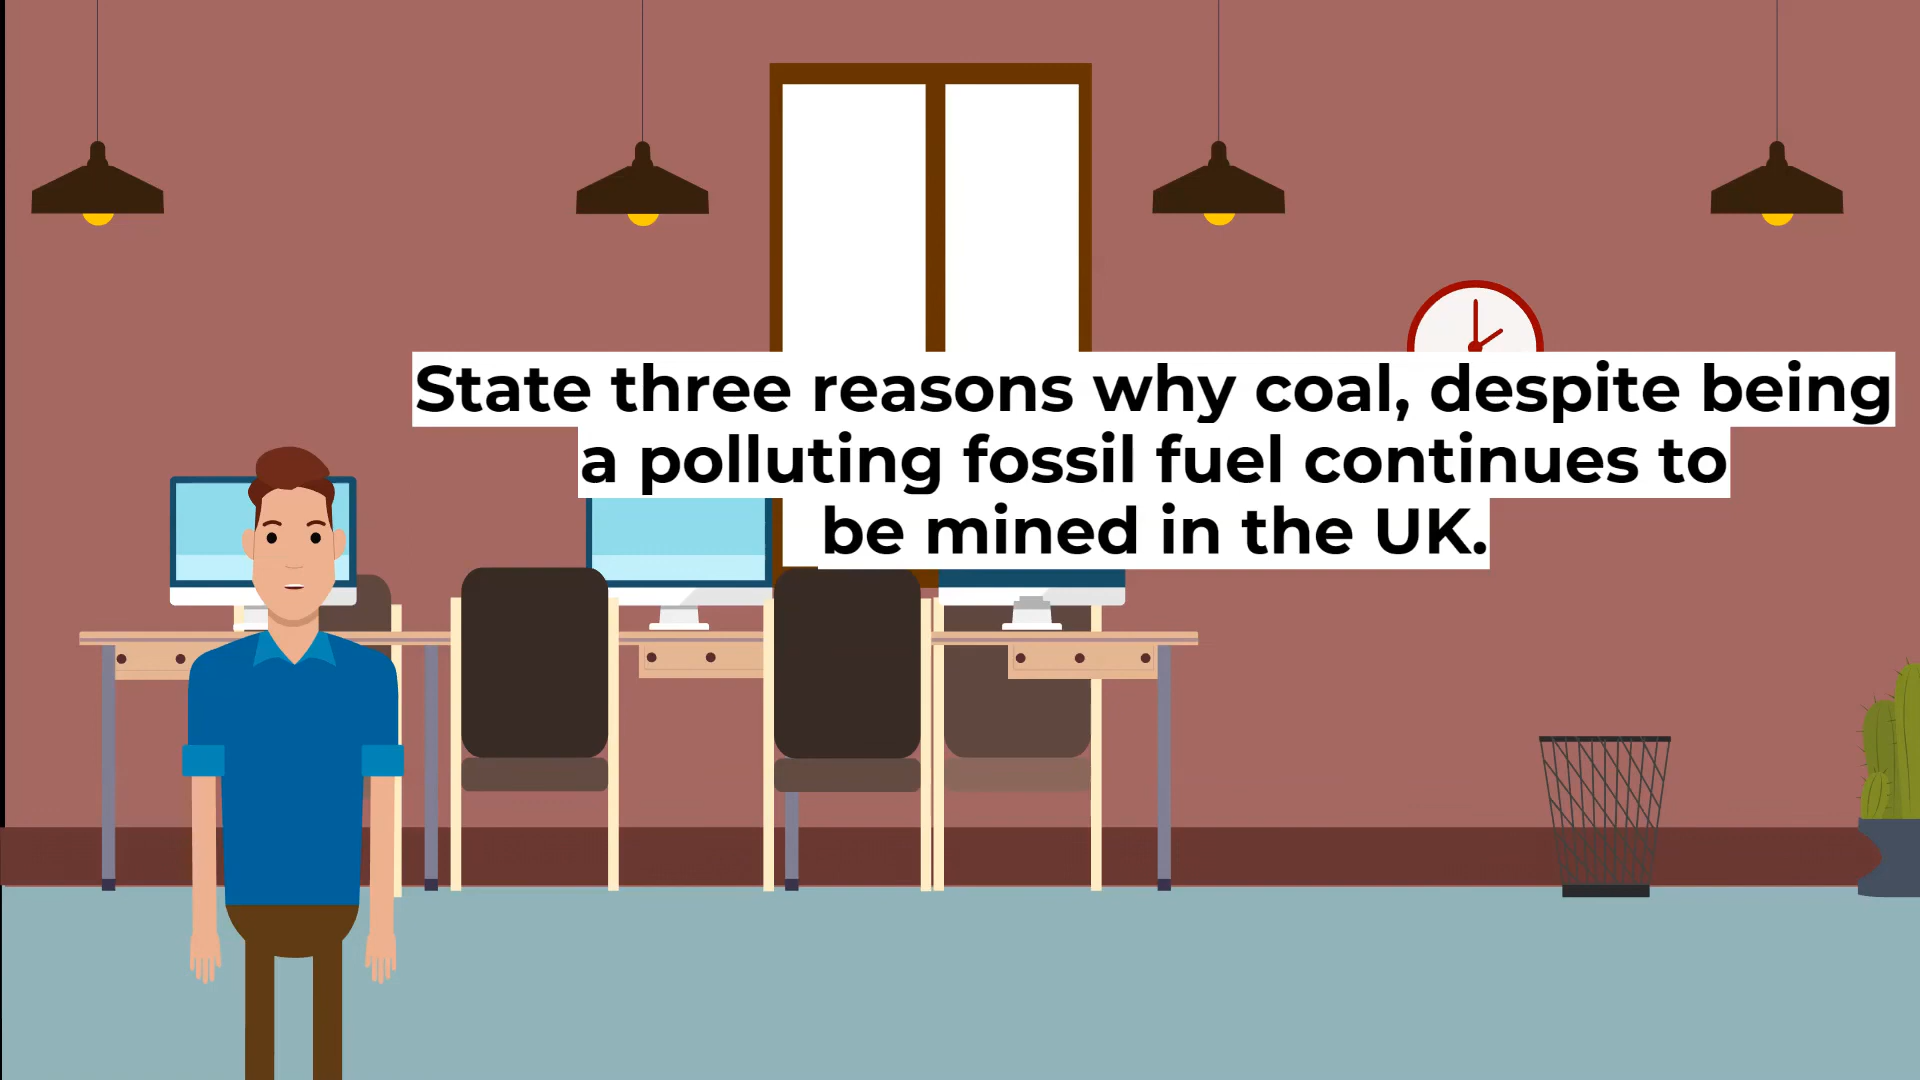 State three reasons why coal, despite being
a polluting fossil fuel continues to
be mined in the UK.